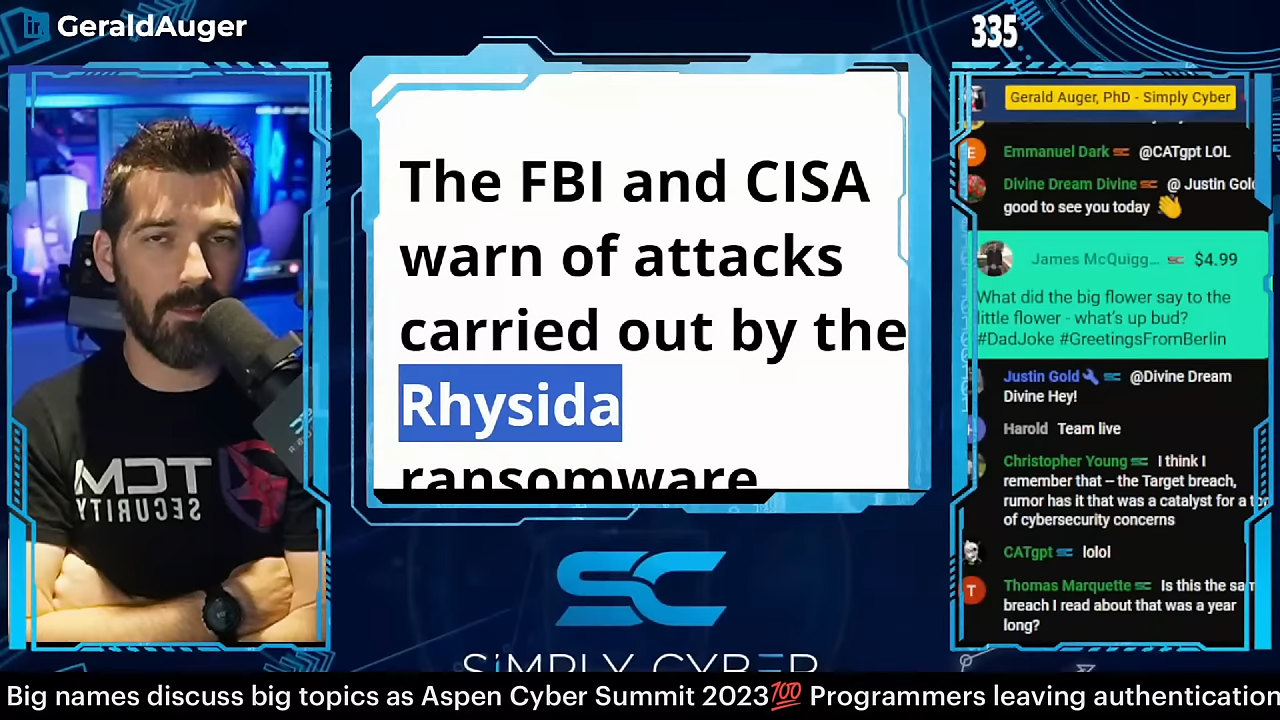 in GeraldAuger
335
TCM
SECURITY
The FBI and CISA
warn of attacks
carried out by the
Rhysida
ransomware
SC
SIMPLY CYBER
Gerald Auger, PhD - Simply Cyber
Emmanuel Dark @CATgpt LOL
Divine Dream Divine @ Justin Gold
good to see you today 👋
James McQuigg... $4.99
What did the big flower say to the
little flower - what's up bud?
#DadJoke #GreetingsFromBerlin
Justin Gold🔧 @Divine Dream
Divine Hey!
H Harold Team live
Christopher Young I think I
remember that -- the Target breach,
rumor has it that was a catalyst for a ton
of cybersecurity concerns
CATgpt lolol
T Thomas Marquette Is this the same
breach I read about that was a year
long?
Big names discuss big topics as Aspen Cyber Summit 2023💯 Programmers leaving authentication